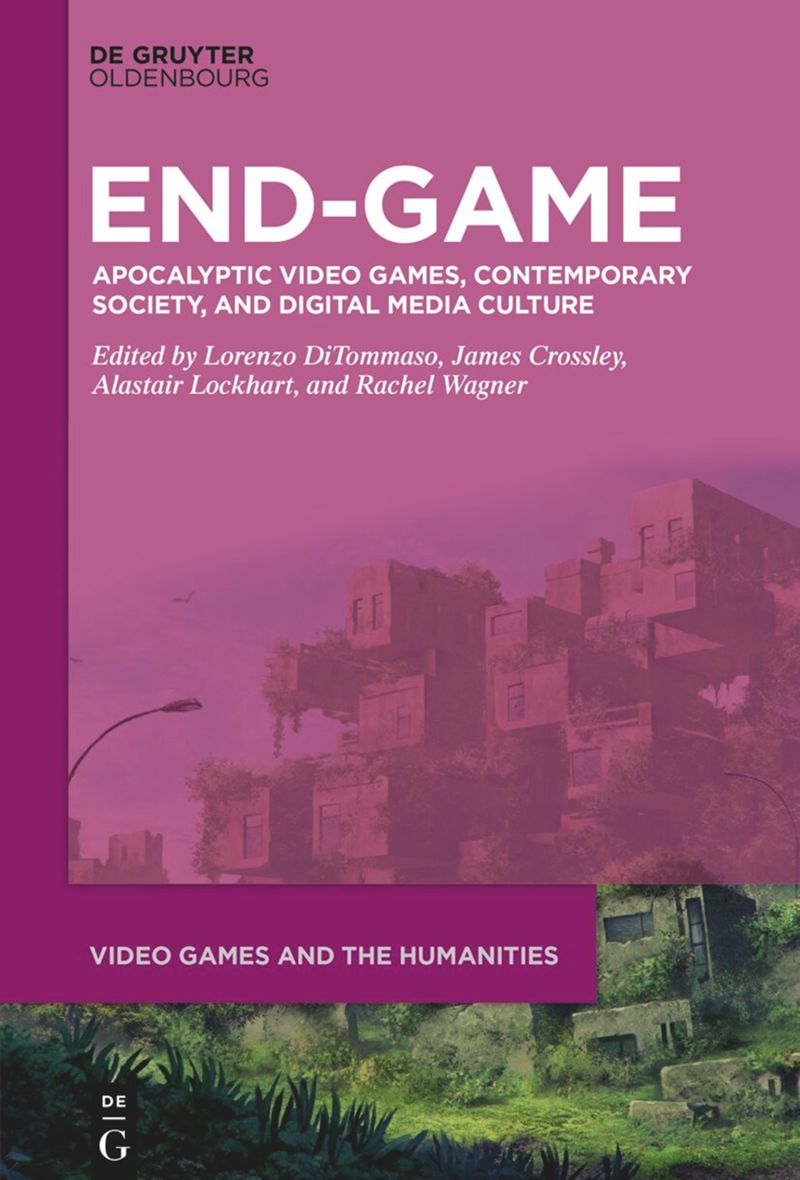 DE GRUYTER
OLDENBOURG
END-GAME
APOCALYPTIC VIDEO GAMES, CONTEMPORARY
SOCIETY, AND DIGITAL MEDIA CULTURE
Edited by Lorenzo DiTommaso, James Crossley,
Alastair Lockhart, and Rachel Wagner
VIDEO GAMES AND THE HUMANITIES
DE
G